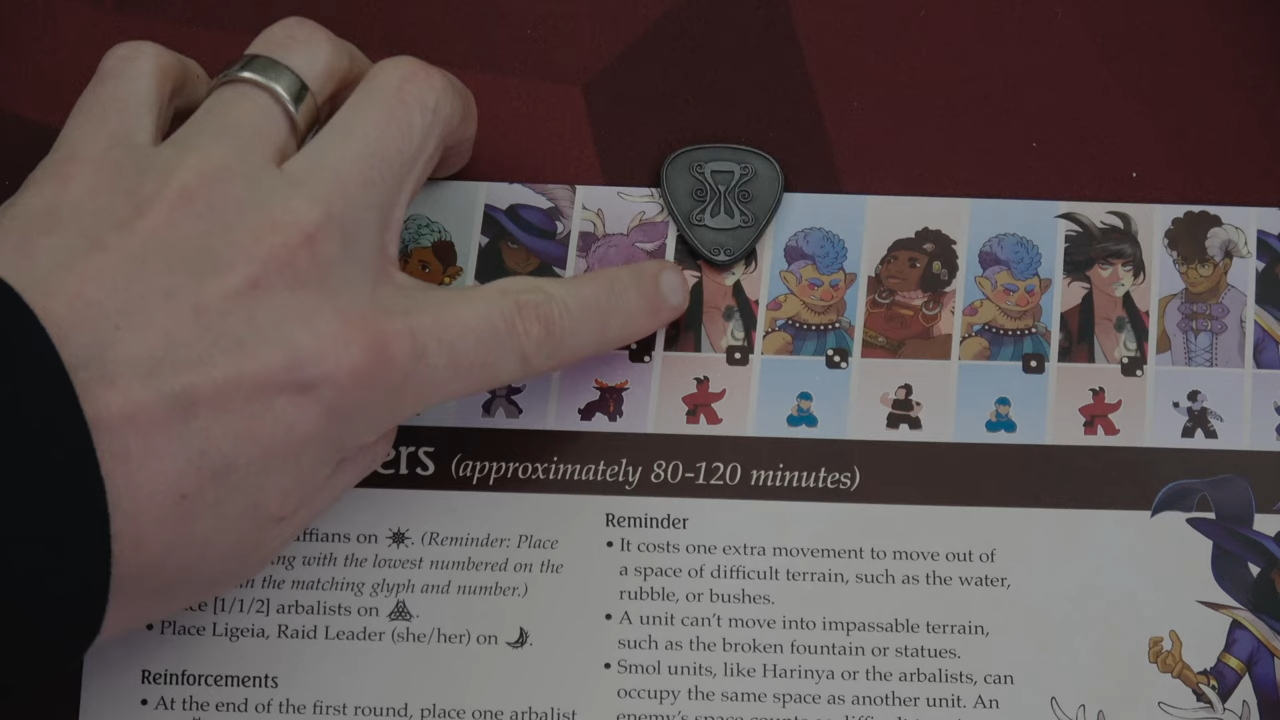 ers (approximately 80-120 minutes)
on ☀. (Reminder: Place
with the lowest numbered on the
the matching glyph and number.)
[1/1/2] arbalists on
• Place Ligeia, Raid Leader (she/her) on
Reinforcements
• At the end of the first round, place one arbalist
Reminder
• It costs one extra movement to move out of
a space of difficult terrain, such as the water,
rubble, or bushes.
• A unit can't move into impassable terrain,
such as the broken fountain or statues.
• Smol units, like Harinya or the arbalists, can
occupy the same space as another unit. An
enemy's space counts as